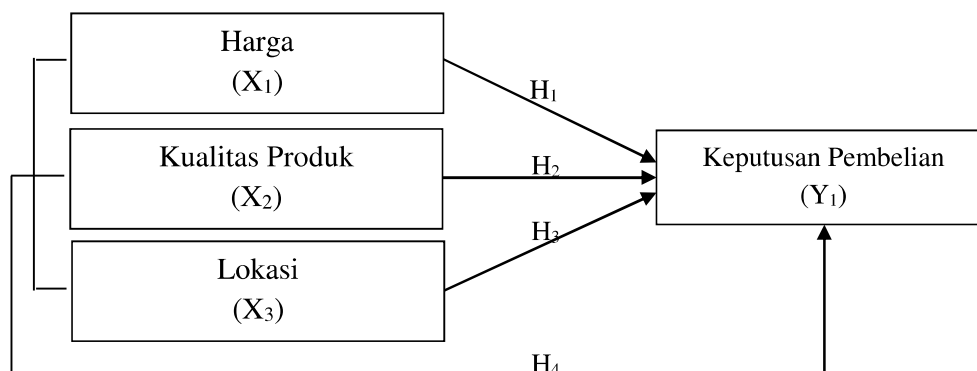 Harga
(X₁)
H₁
Kualitas Produk
(X₂)
H₂
Keputusan Pembelian
(Y₁)
H₃
Lokasi
(X₃)
H₄